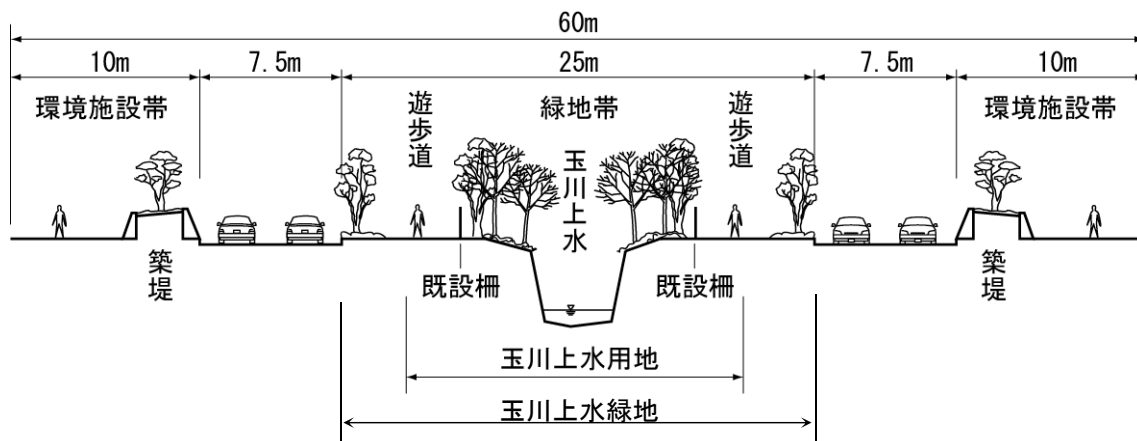 60m
10m
7.5m
25m
7.5m
10m
環境施設帯
遊歩道
緑地帯
遊歩道
環境施設帯
玉川上水
築堤
既設柵
既設柵
築堤
玉川上水用地
玉川上水緑地